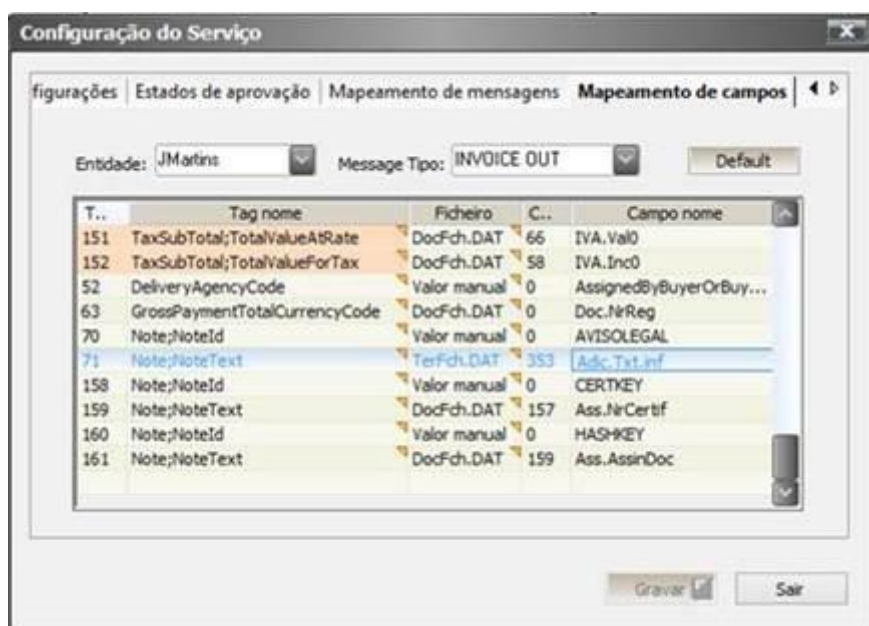 Configuração do Serviço
figurações Estados de aprovação Mapeamento de mensagens Mapeamento de campos
Entidade: JMartins Message Tipo: INVOICE OUT Default
T.. Tag nome Ficheiro C.. Campo nome
151 TaxSubTotal;TotalValueAtRate DocFch.DAT 66 IVA.Val0
152 TaxSubTotal;TotalValueForTax DocFch.DAT 58 IVA.Inc0
52 DeliveryAgencyCode Valor manual 0 AssignedByBuyerOrBuy...
63 GrossPaymentTotalCurrencyCode DocFch.DAT 0 Doc.NrReg
70 Note;NoteId Valor manual 0 AVISOLEGAL
71 Note;NoteText TerFch.DAT 353 Adic.Txt.inf
158 Note;NoteId Valor manual 0 CERTKEY
159 Note;NoteText DocFch.DAT 157 Ass.NrCertif
160 Note;NoteId Valor manual 0 HASHKEY
161 Note;NoteText DocFch.DAT 159 Ass.AssinDoc
Gravar Sair